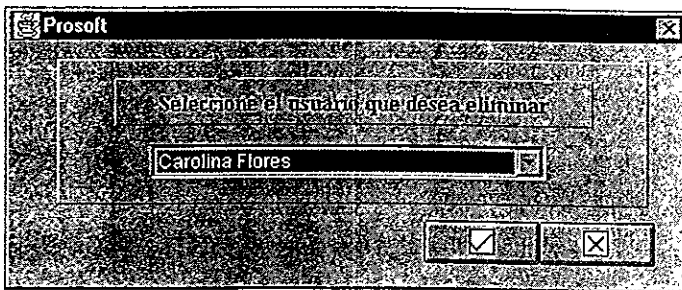 Prosoft
Seleccione el usuario que desea eliminar
Carolina Flores